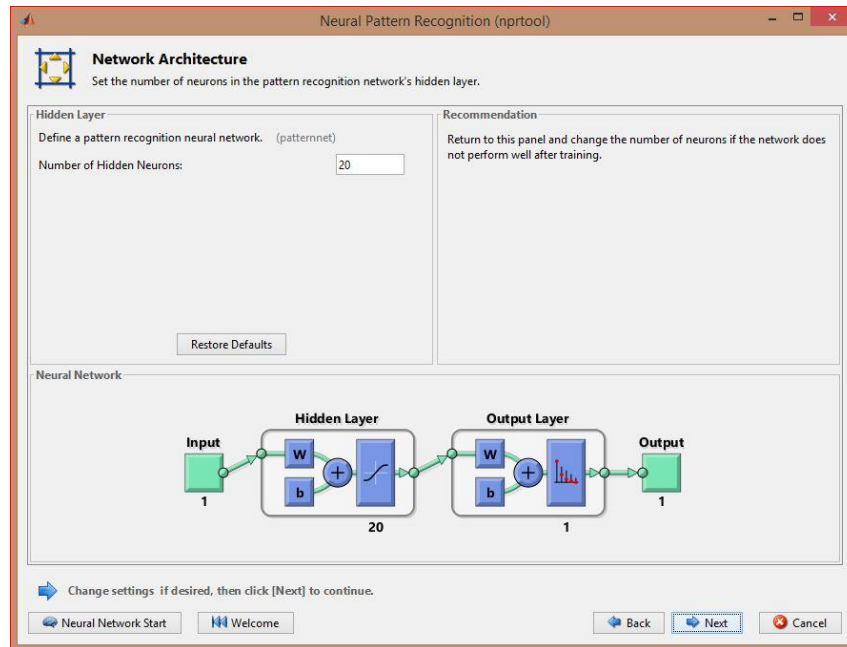 Neural Pattern Recognition (nprtool)
Network Architecture
Set the number of neurons in the pattern recognition network's hidden layer.
Hidden Layer
Define a pattern recognition neural network. (patternnet)
Number of Hidden Neurons: 20
Restore Defaults
Recommendation
Return to this panel and change the number of neurons if the network does
not perform well after training.
Neural Network
Hidden Layer Output Layer
Input Output
W W
b b
1 1
20 1
Change settings if desired, then click [Next] to continue.
Neural Network Start Welcome Back Next Cancel